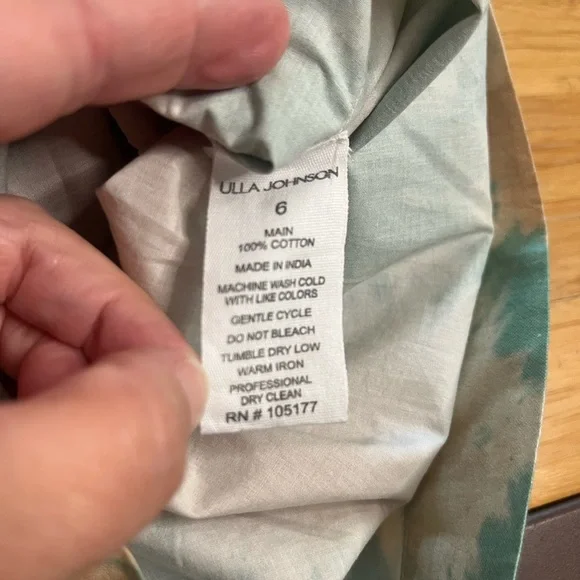 ULLA JOHNSON
6
MAIN
100% COTTON
MADE IN INDIA
MACHINE WASH COLD
WITH LIKE COLORS
GENTLE CYCLE
DO NOT BLEACH
TUMBLE DRY LOW
WARM IRON
PROFESSIONAL
DRY CLEAN
RN # 105177